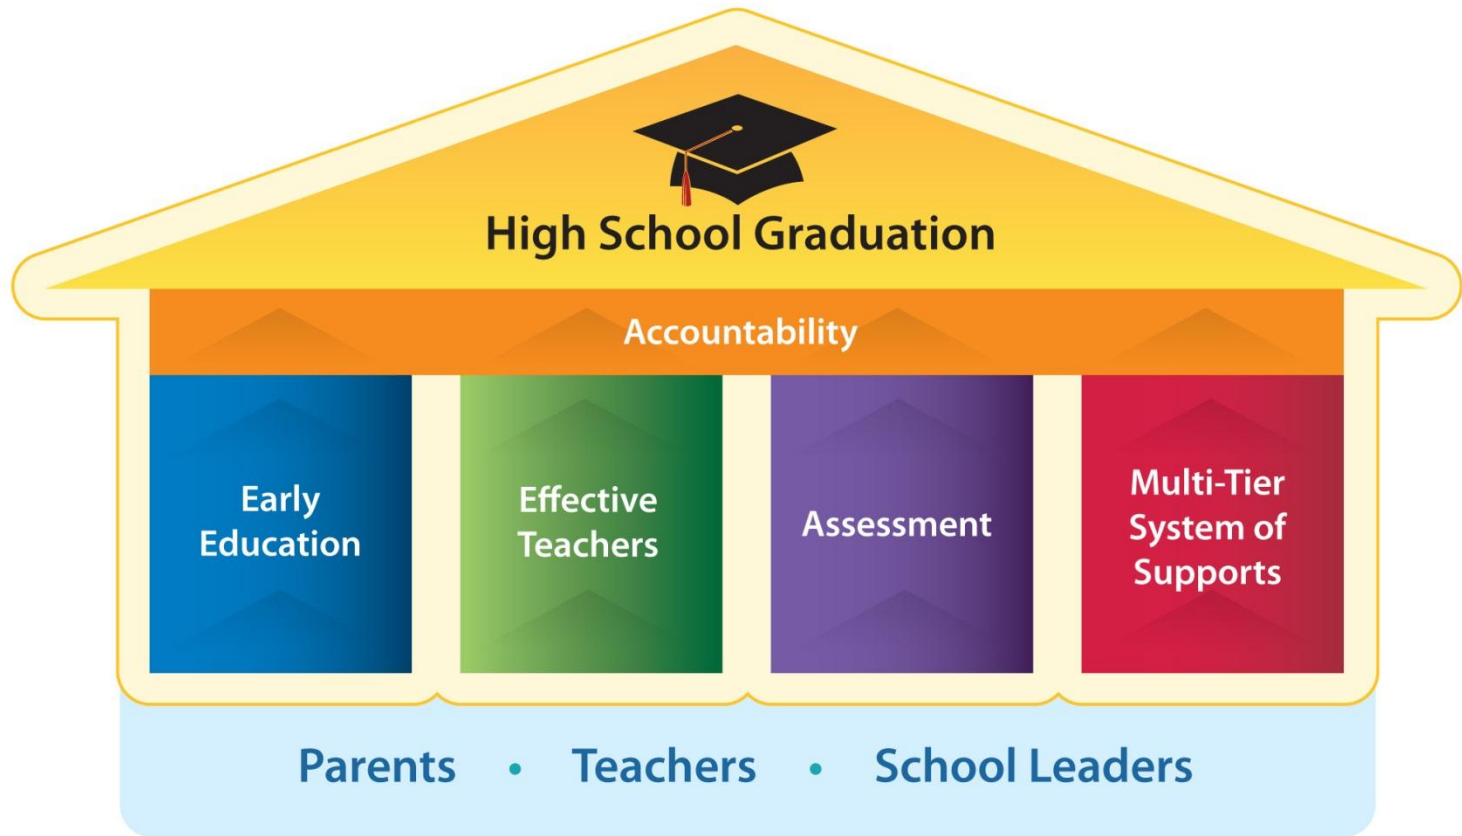 High School Graduation
Accountability
Early
Education
Effective
Teachers
Assessment
Multi-Tier
System of
Supports
Parents • Teachers • School Leaders